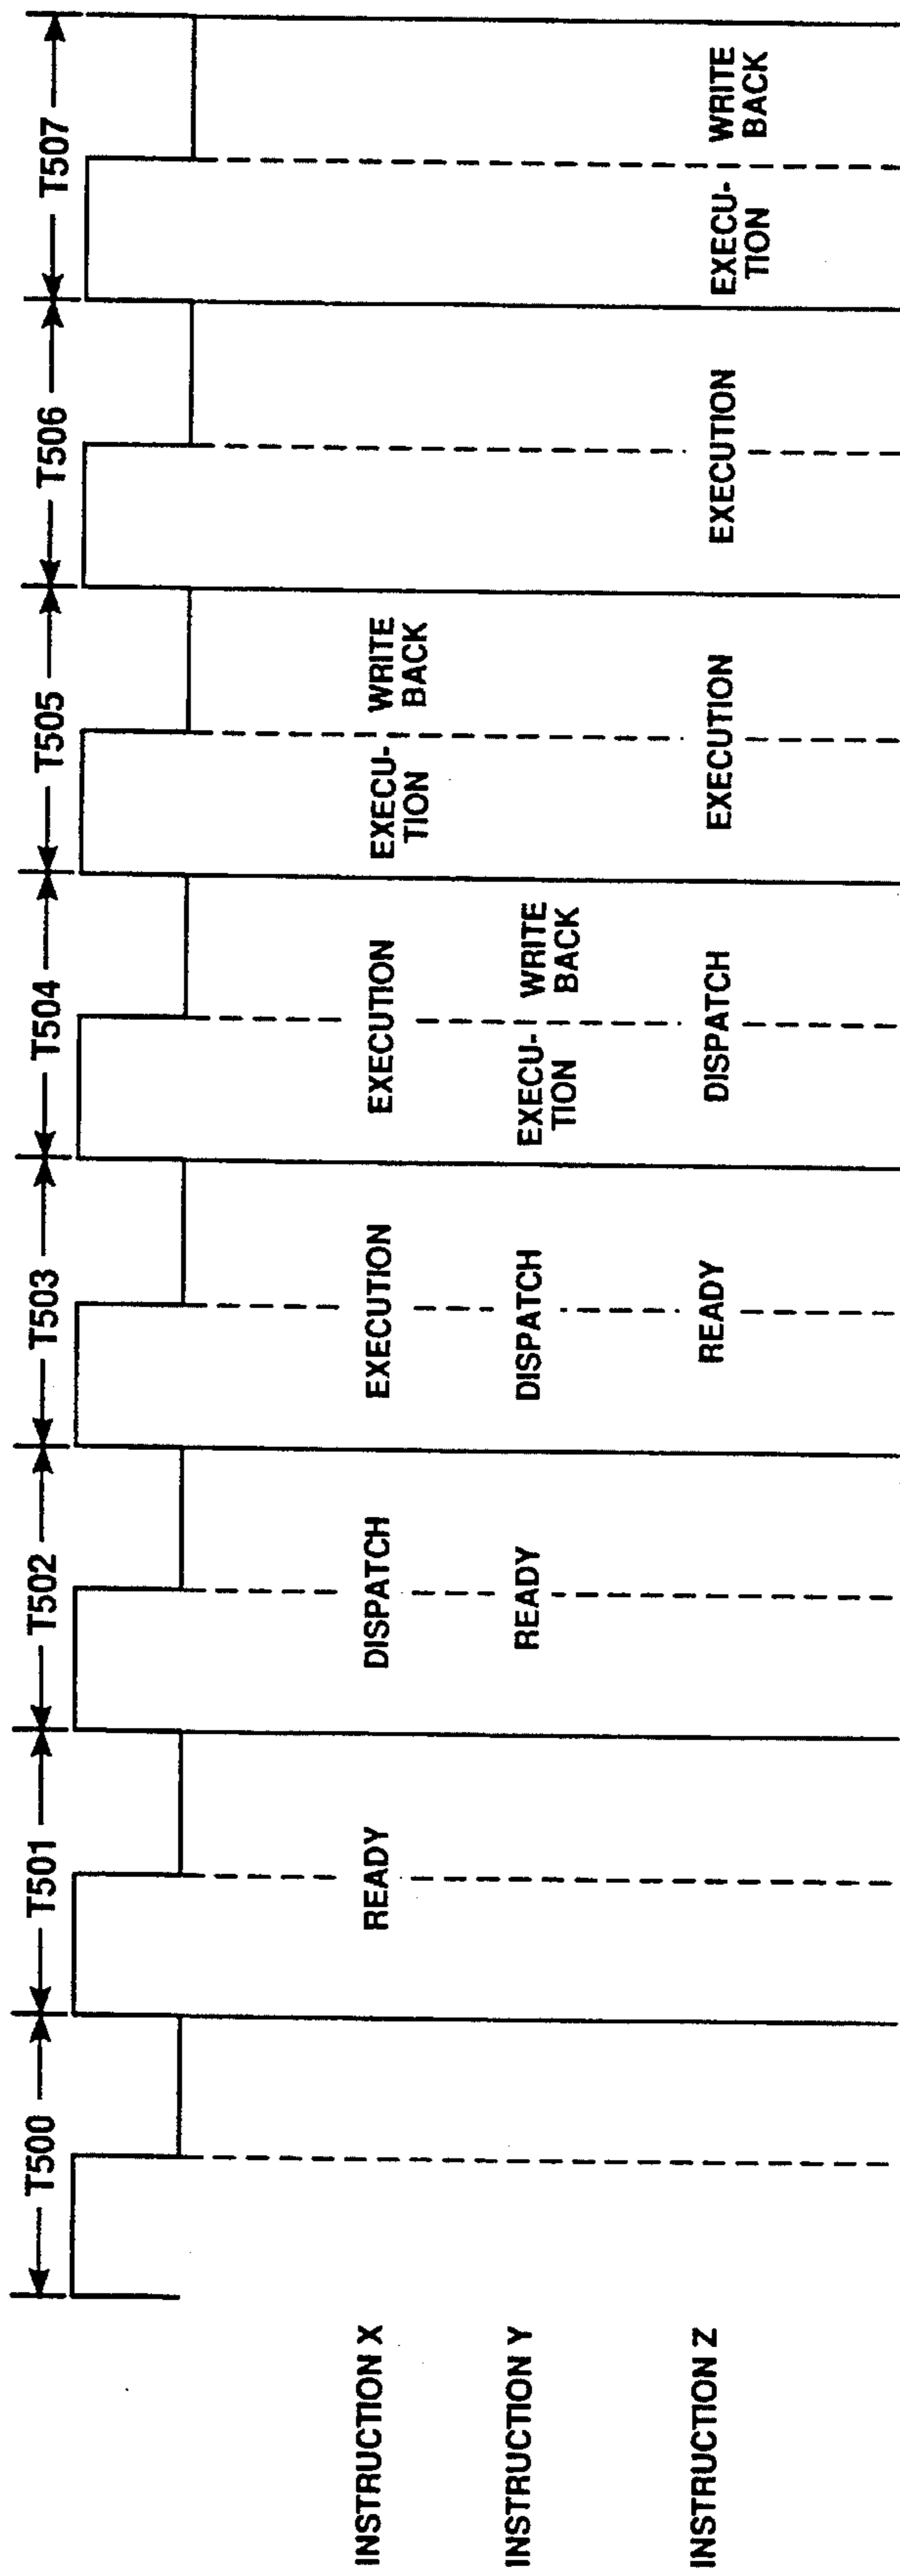 T500 T501 T502 T503 T504 T505 T506 T507
INSTRUCTION X READY DISPATCH EXECUTION EXECUTION EXECU- WRITE
TION BACK
INSTRUCTION Y READY DISPATCH EXECU- WRITE
TION BACK
INSTRUCTION Z READY DISPATCH EXECUTION EXECUTION EXECU- WRITE
TION BACK